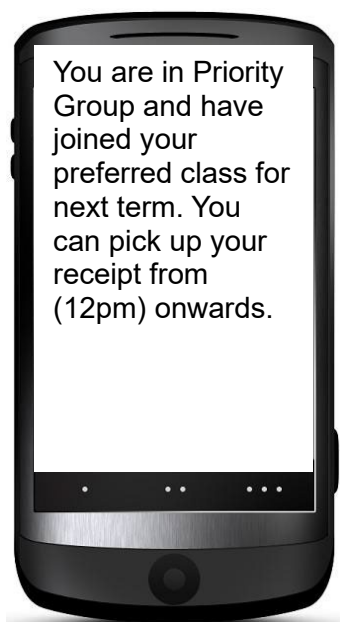 You are in Priority
Group and have
joined your
preferred class for
next term. You
can pick up your
receipt from
(12pm) onwards.